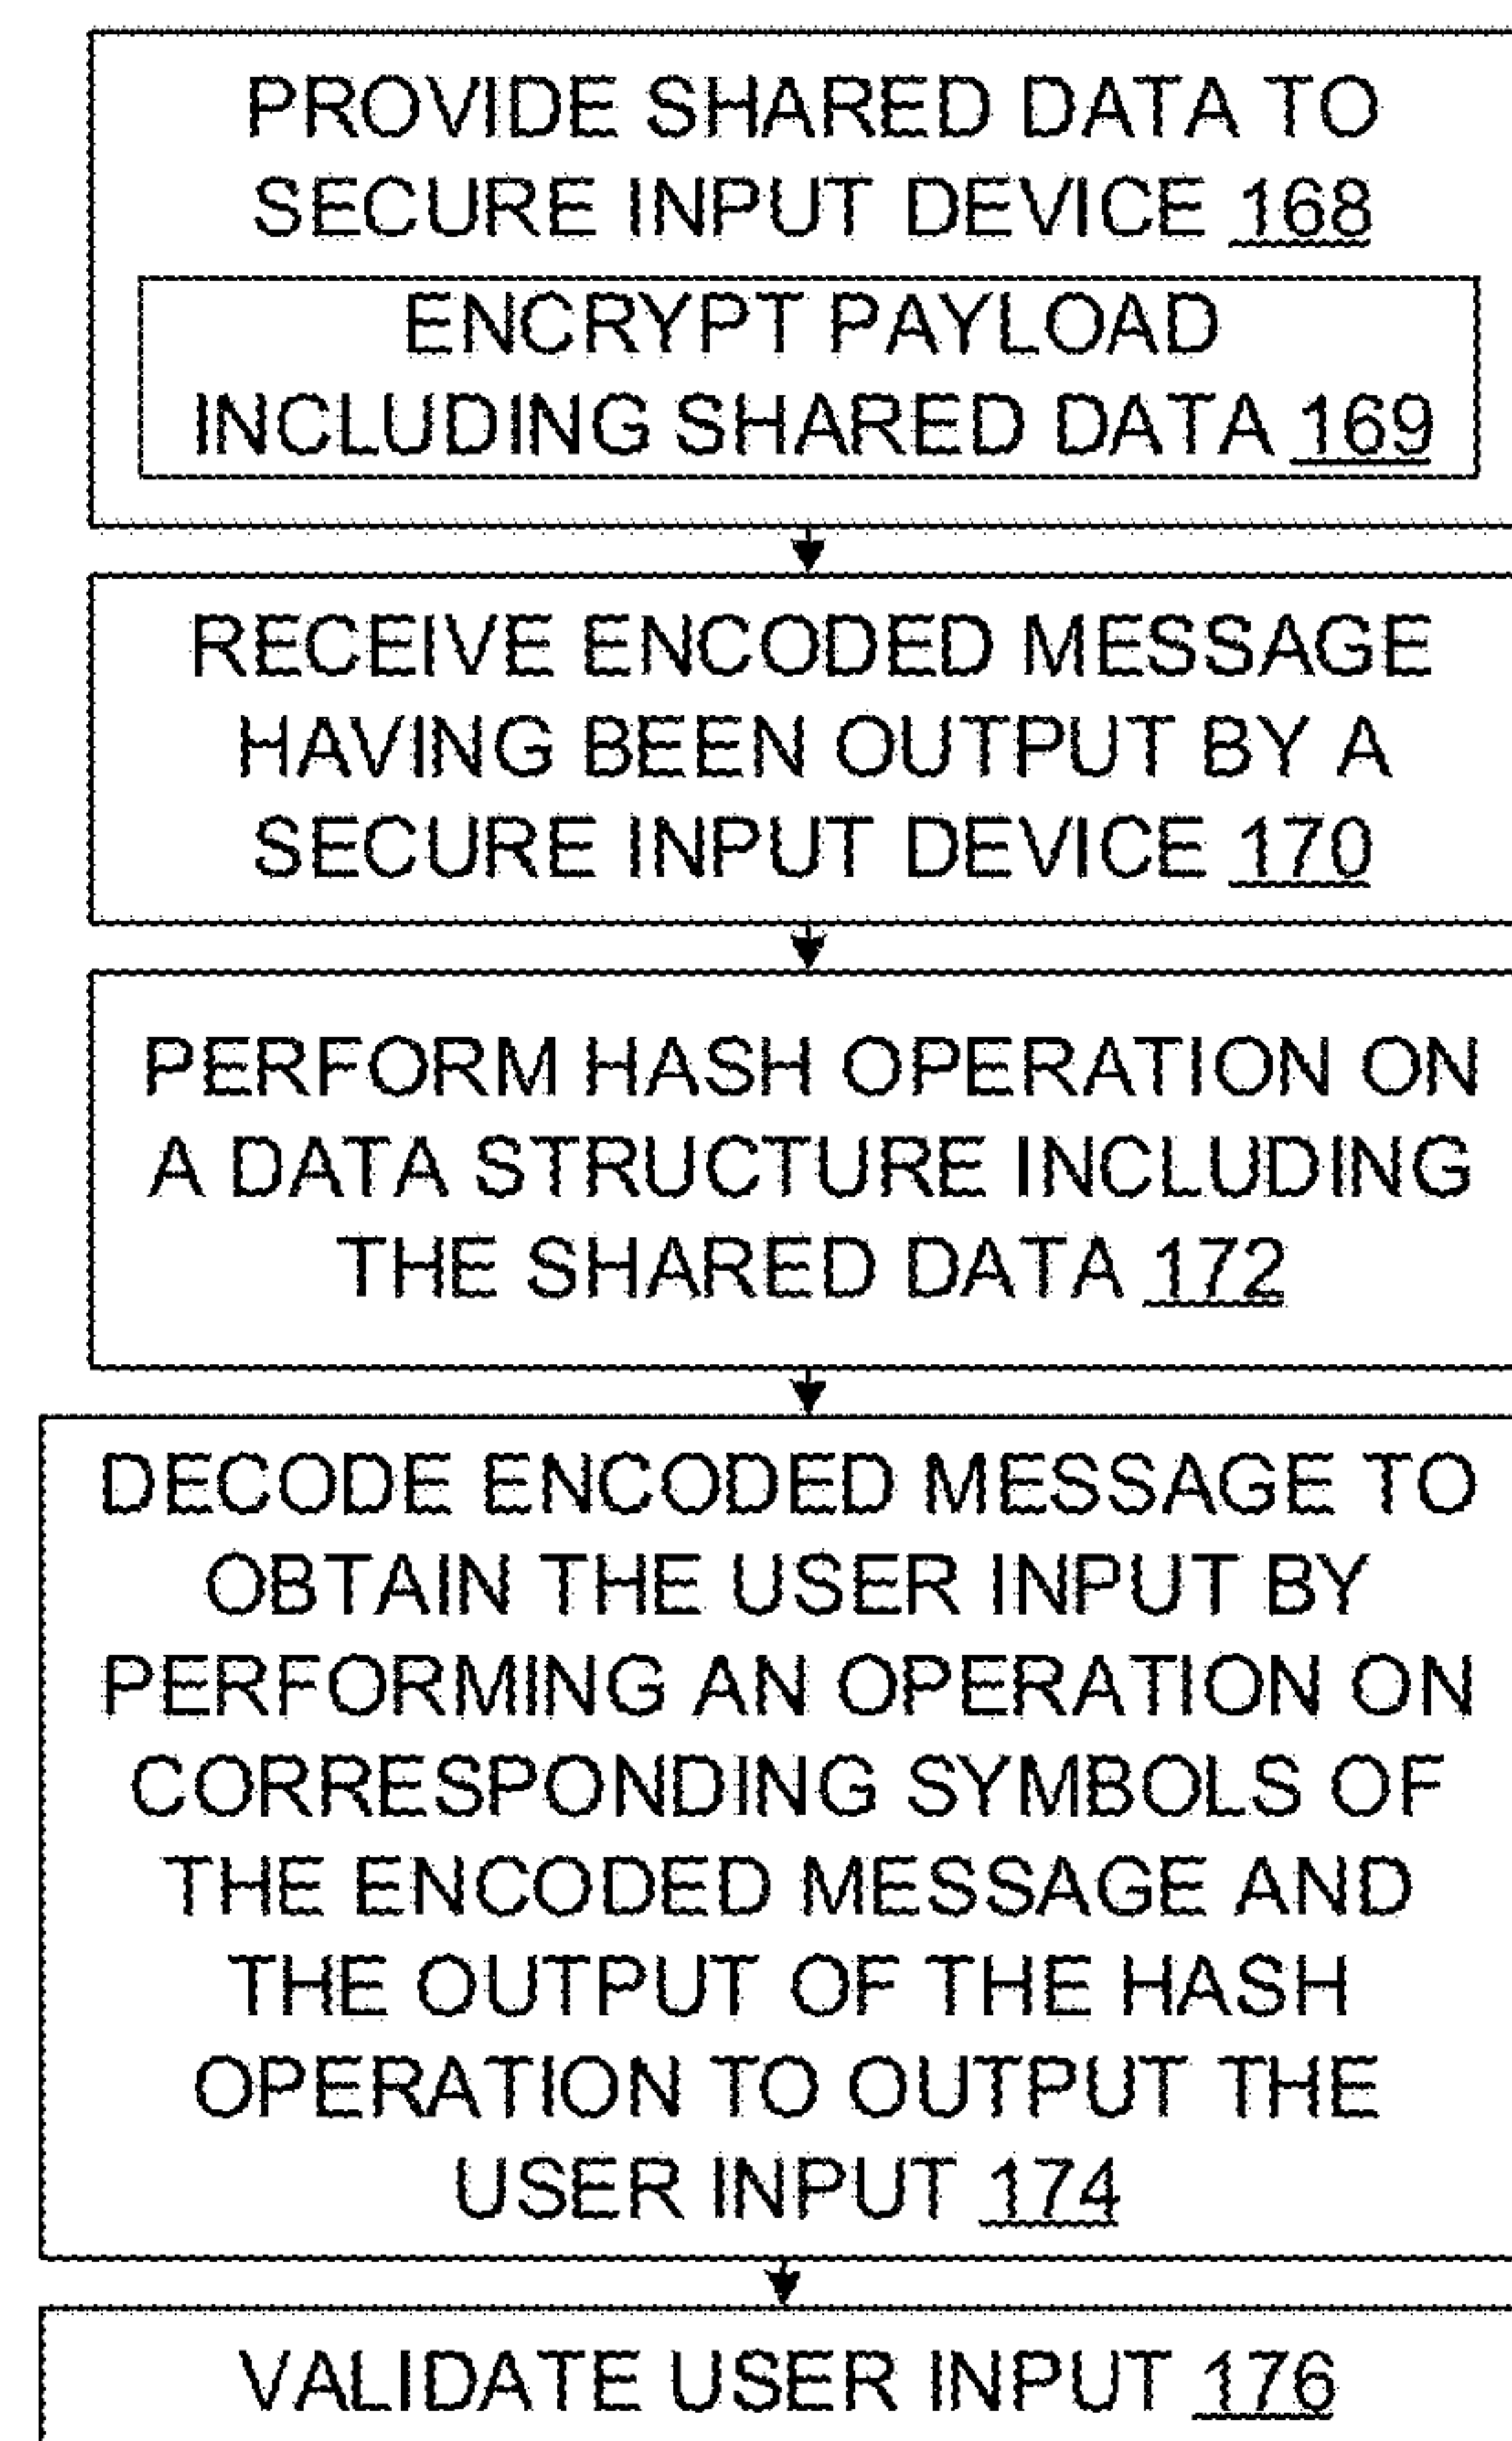 PROVIDE SHARED DATA TO
SECURE INPUT DEVICE 168
ENCRYPT PAYLOAD
INCLUDING SHARED DATA 169
RECEIVE ENCODED MESSAGE
HAVING BEEN OUTPUT BY A
SECURE INPUT DEVICE 170
PERFORM HASH OPERATION ON
A DATA STRUCTURE INCLUDING
THE SHARED DATA 172
DECODE ENCODED MESSAGE TO
OBTAIN THE USER INPUT BY
PERFORMING AN OPERATION ON
CORRESPONDING SYMBOLS OF
THE ENCODED MESSAGE AND
THE OUTPUT OF THE HASH
OPERATION TO OUTPUT THE
USER INPUT 174
VALIDATE USER INPUT 176